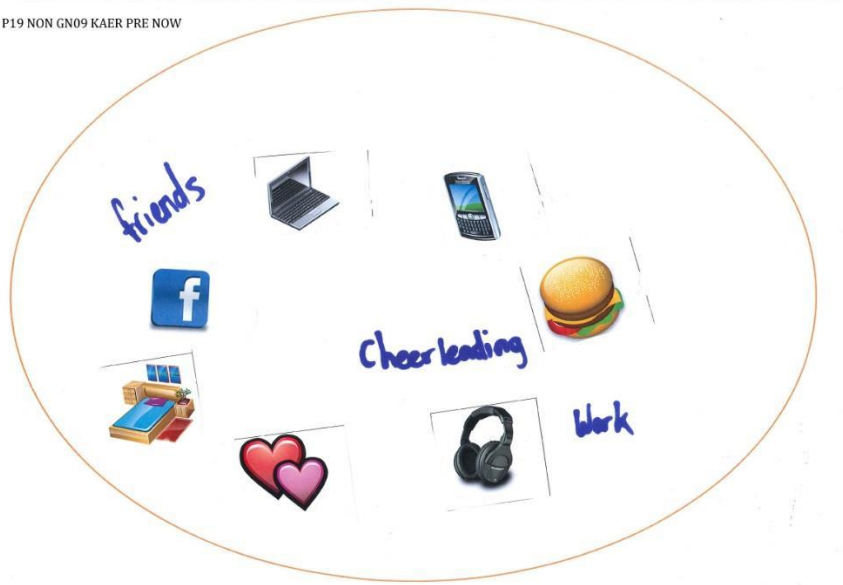 P19 NON GN09 KAER PRE NOW
friends
f
Cheerleading
Work